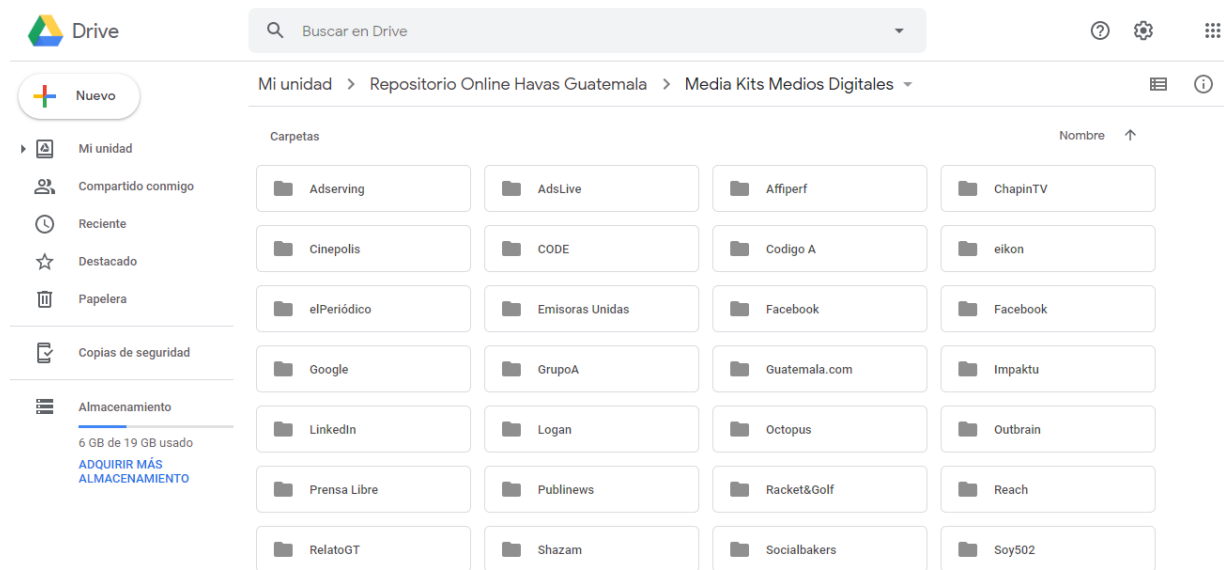 Drive
Buscar en Drive
Nuevo
Mi unidad > Repositorio Online Havas Guatemala > Media Kits Medios Digitales
Mi unidad
Compartido conmigo
Reciente
Destacado
Papelera
Copias de seguridad
Almacenamiento
6 GB de 19 GB usado
ADQUIRIR MÁS
ALMACENAMIENTO
Carpetas Nombre
Adserving AdsLive Affiperf ChapinTV
Cinepolis CODE Codigo A eikon
elPeriódico Emisoras Unidas Facebook Facebook
Google GrupoA Guatemala.com Impaktu
LinkedIn Logan Octopus Outbrain
Prensa Libre Publinews Racket&Golf Reach
RelatoGT Shazam Socialbakers Soy502